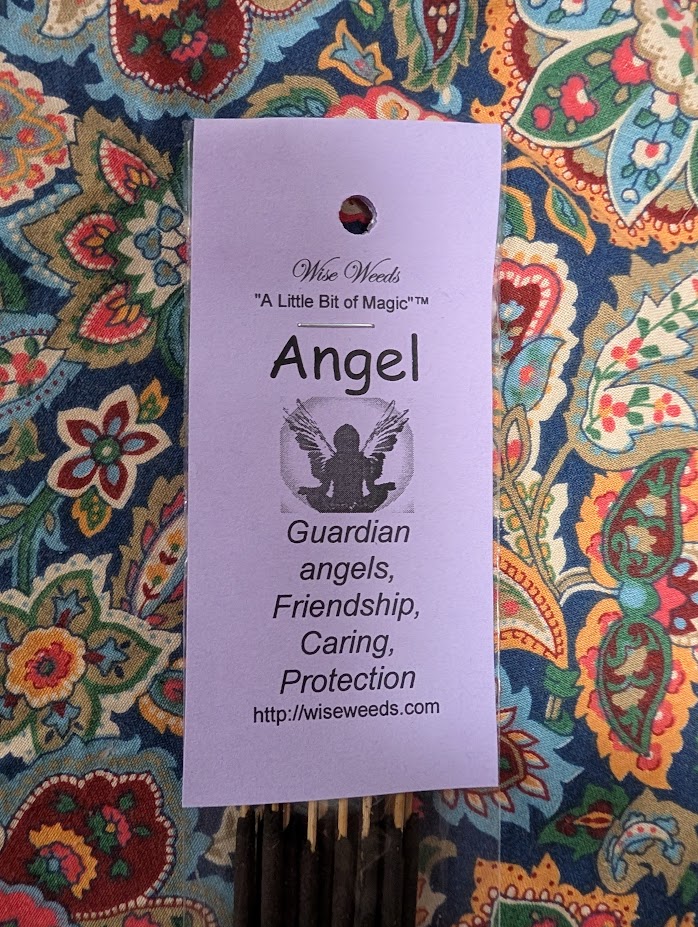 Wise Weeds
"A Little Bit of Magic"™
Angel
Guardian
angels,
Friendship,
Caring,
Protection
http://wiseweeds.com